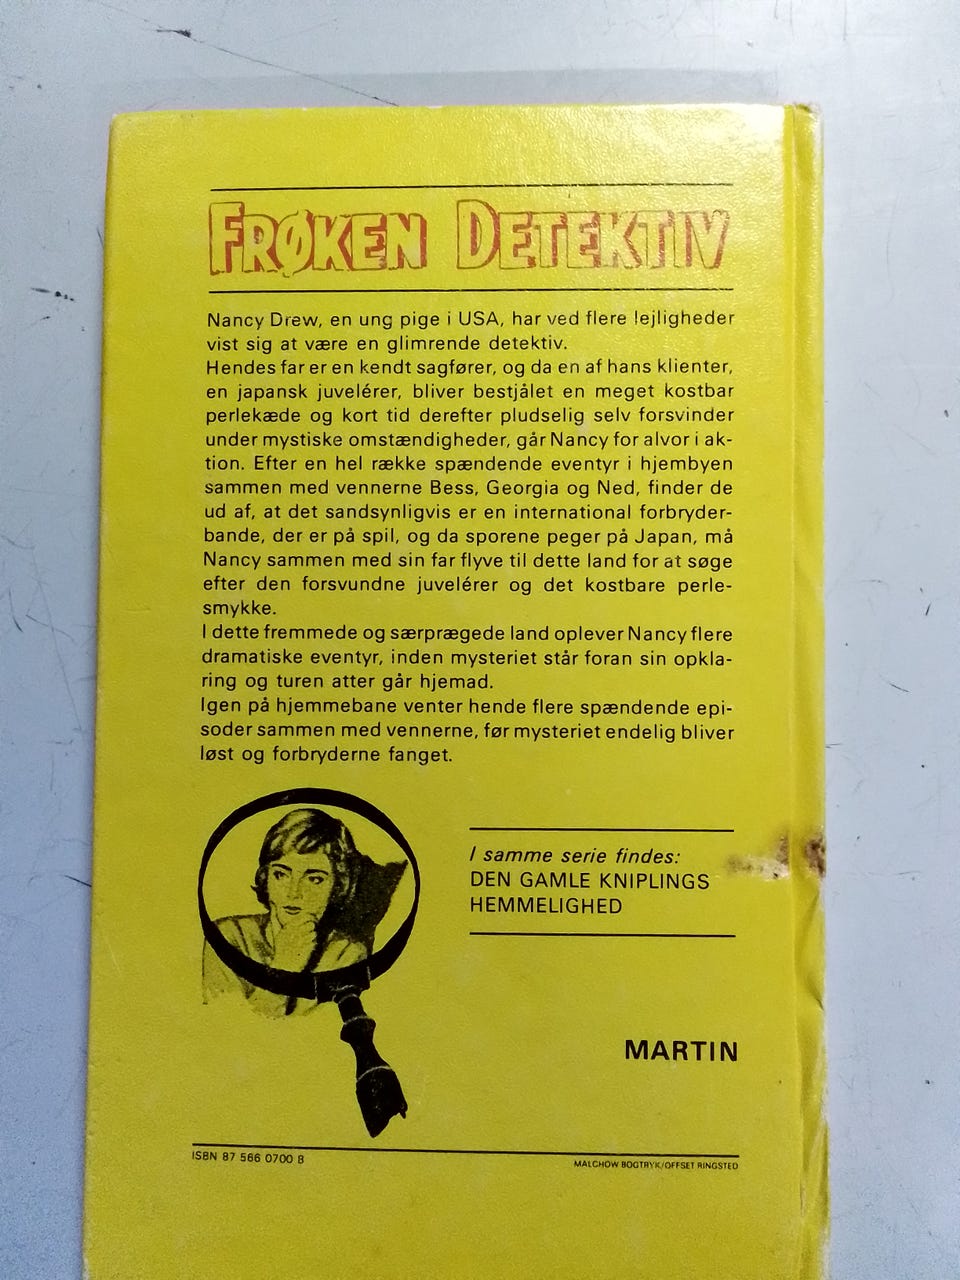 FRØKEN DETEKTIV
Nancy Drew, en ung pige i USA, har ved flere lejligheder
vist sig at være en glimrende detektiv.
Hendes far er en kendt sagfører, og da en af hans klienter,
en japansk juvelérer, bliver bestjålet en meget kostbar
perlekæde og kort tid derefter pludselig selv forsvinder
under mystiske omstændigheder, går Nancy for alvor i ak-
tion. Efter en hel række spændende eventyr i hjembyen
sammen med vennerne Bess, Georgia og Ned, finder de
ud af, at det sandsynligvis er en international forbryder-
bande, der er på spil, og da sporene peger på Japan, må
Nancy sammen med sin far flyve til dette land for at søge
efter den forsvundne juvelérer og det kostbare perle-
smykke.
I dette fremmede og særprægede land oplever Nancy flere
dramatiske eventyr, inden mysteriet står foran sin opkla-
ring og turen atter går hjemad.
Igen på hjemmebane venter hende flere spændende epi-
soder sammen med vennerne, før mysteriet endelig bliver
løst og forbryderne fanget.
I samme serie findes:
DEN GAMLE KNIPLINGS
HEMMELIGHED
MARTIN
ISBN 87 566 0700 8
MALCHOW BOGTRYK/OFFSET RINGSTED